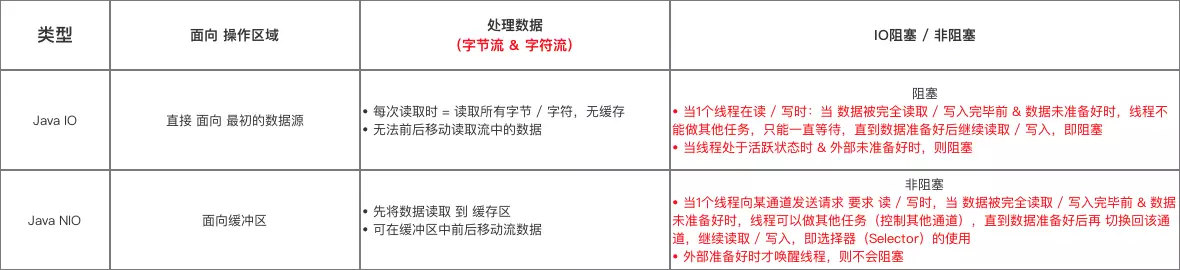 类型
面向 操作区域
处理数据
（字节流 & 字符流）
IO阻塞 / 非阻塞
Java IO
直接 面向 最初的数据源
• 每次读取时 = 读取所有字节 / 字符，无缓存
• 无法前后移动读取流中的数据
阻塞
• 当1个线程在读 / 写时：当 数据被完全读取 / 写入完毕前 & 数据未准备好时，线程不
能做其他任务，只能一直等待，直到数据准备好后继续读取 / 写入，即阻塞
• 当线程处于活跃状态时 & 外部未准备好时，则阻塞
Java NIO
面向缓冲区
• 先将数据读取 到 缓存区
• 可在缓冲区中前后移动流数据
非阻塞
• 当1个线程向某通道发送请求 要求 读 / 写时，当 数据被完全读取 / 写入完毕前 & 数据
未准备好时，线程可以做其他任务（控制其他通道），直到数据准备好后再 切换回该通
道，继续读取 / 写入，即选择器（Selector）的使用
• 外部准备好时才唤醒线程，则不会阻塞